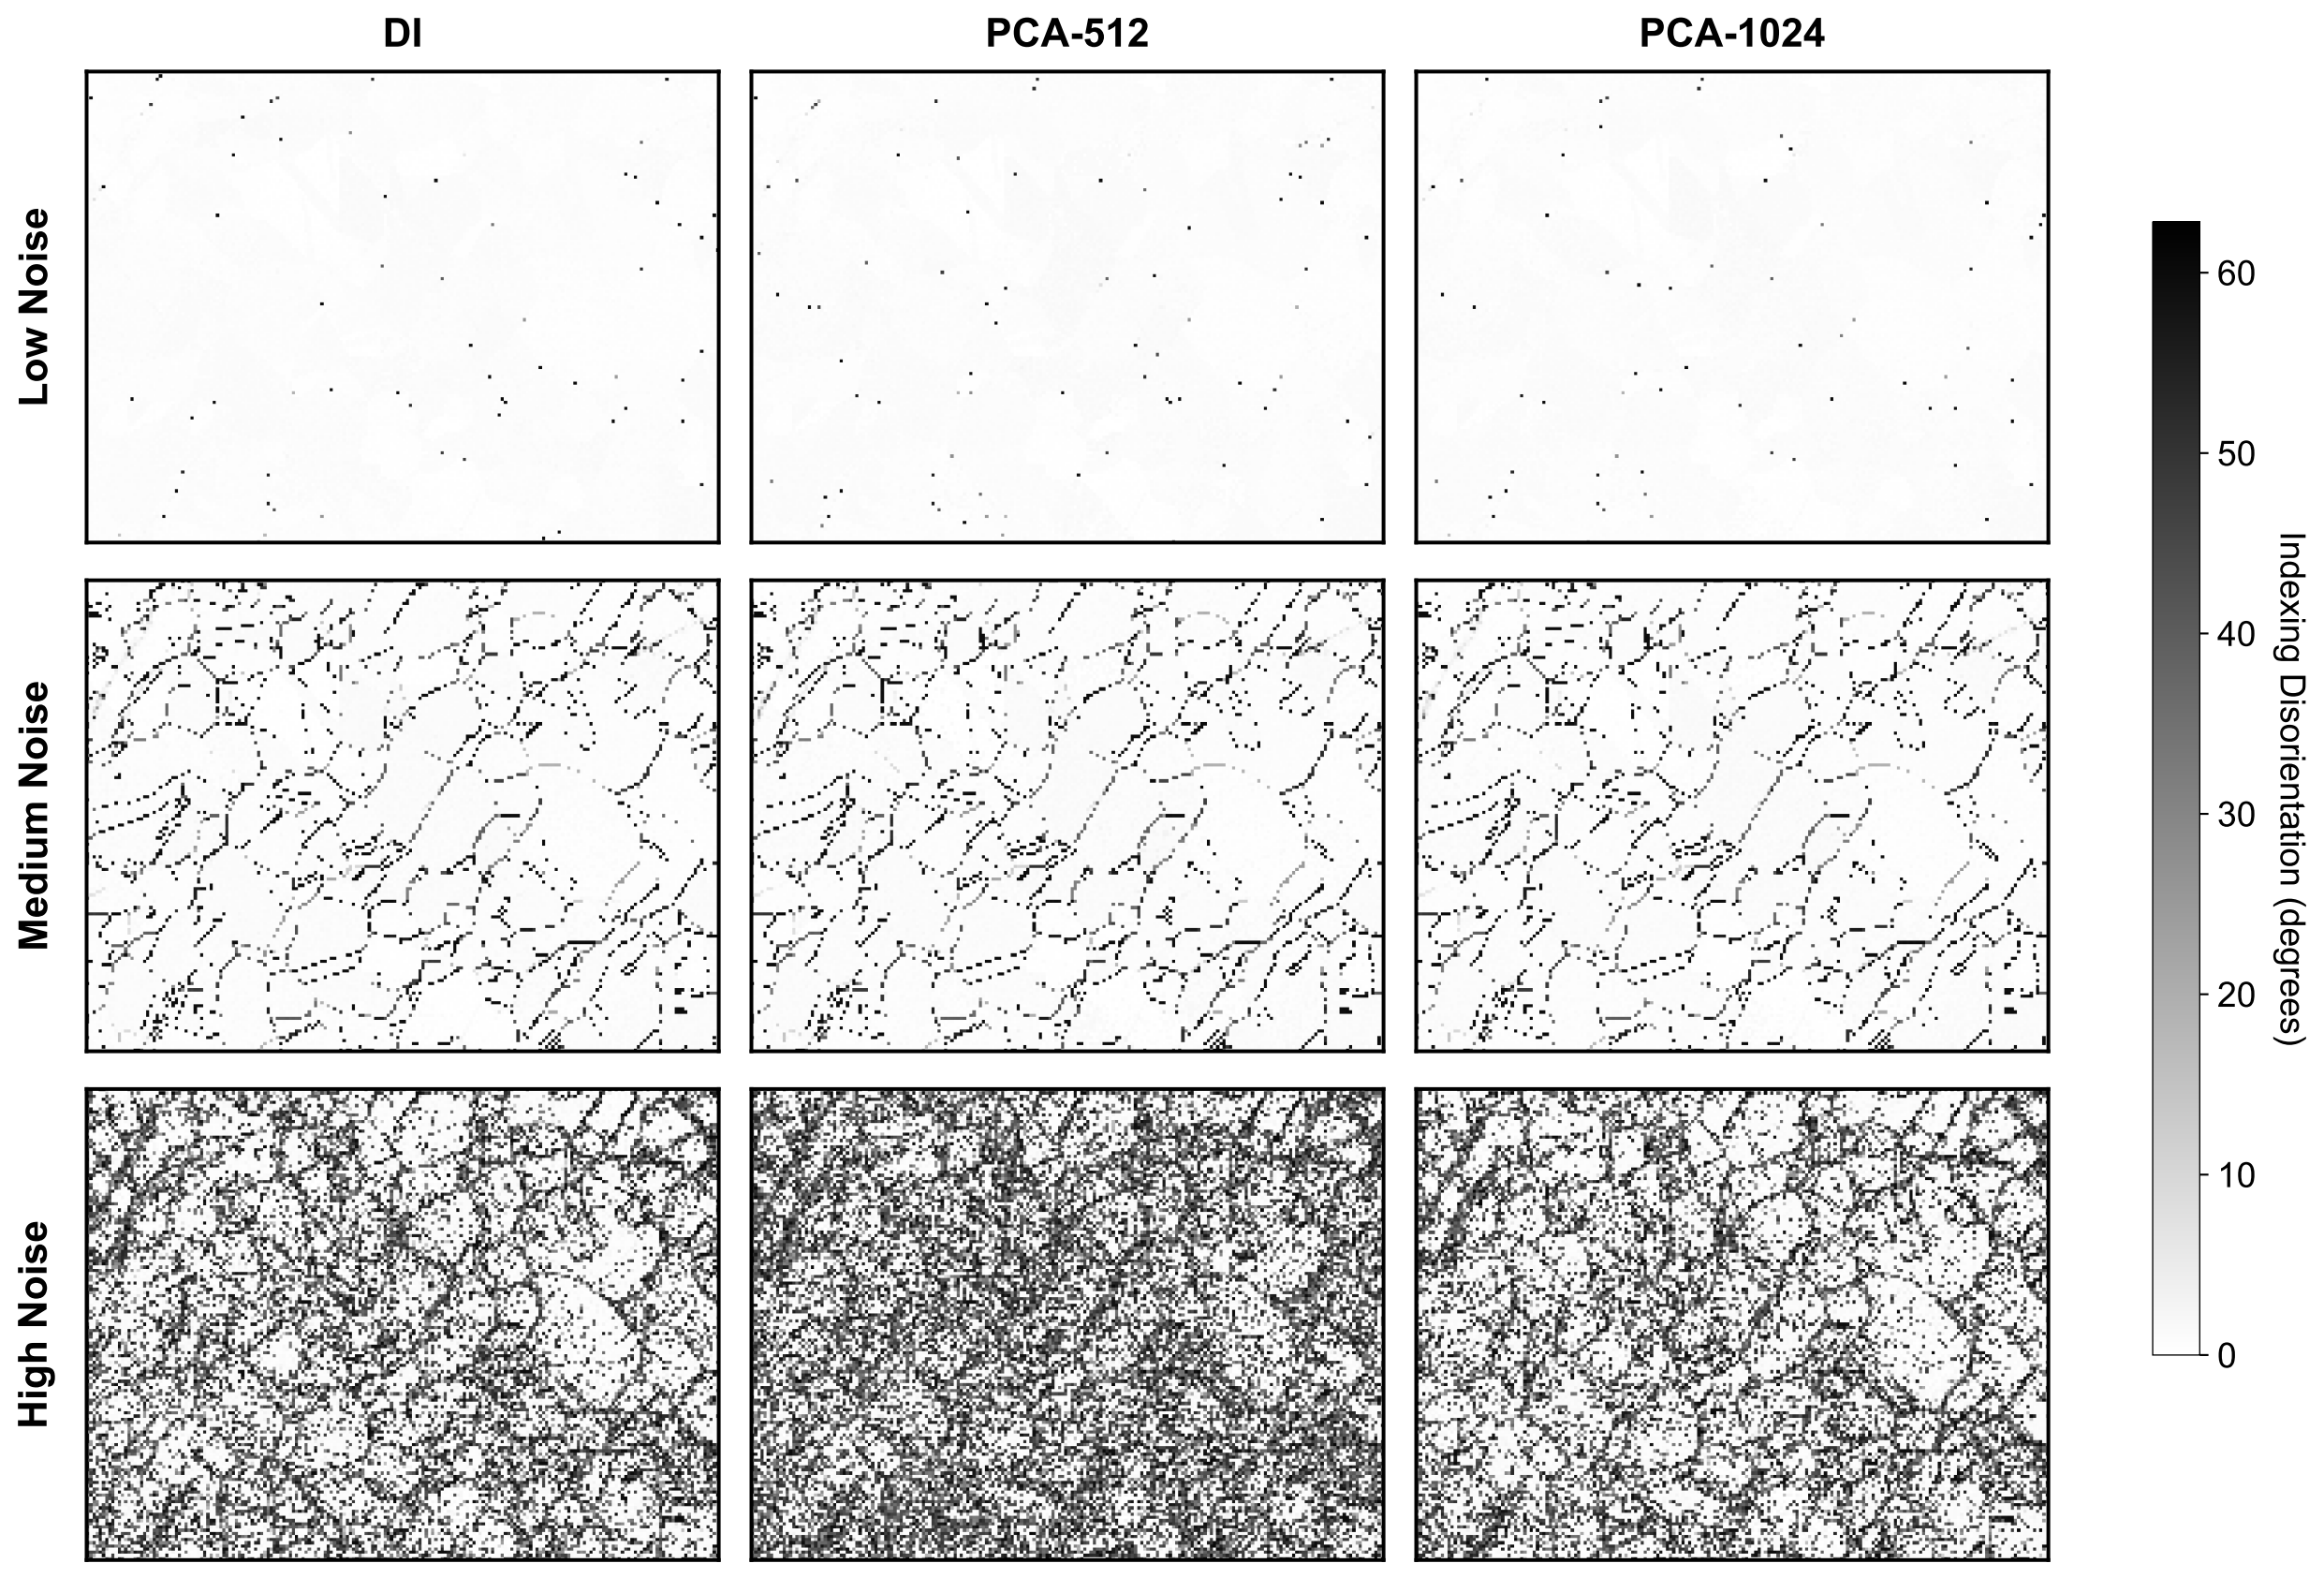 DI
PCA-512
PCA-1024
Low Noise
Medium Noise
High Noise
60
50
40
30
20
10
0
Indexing Disorientation (degrees)